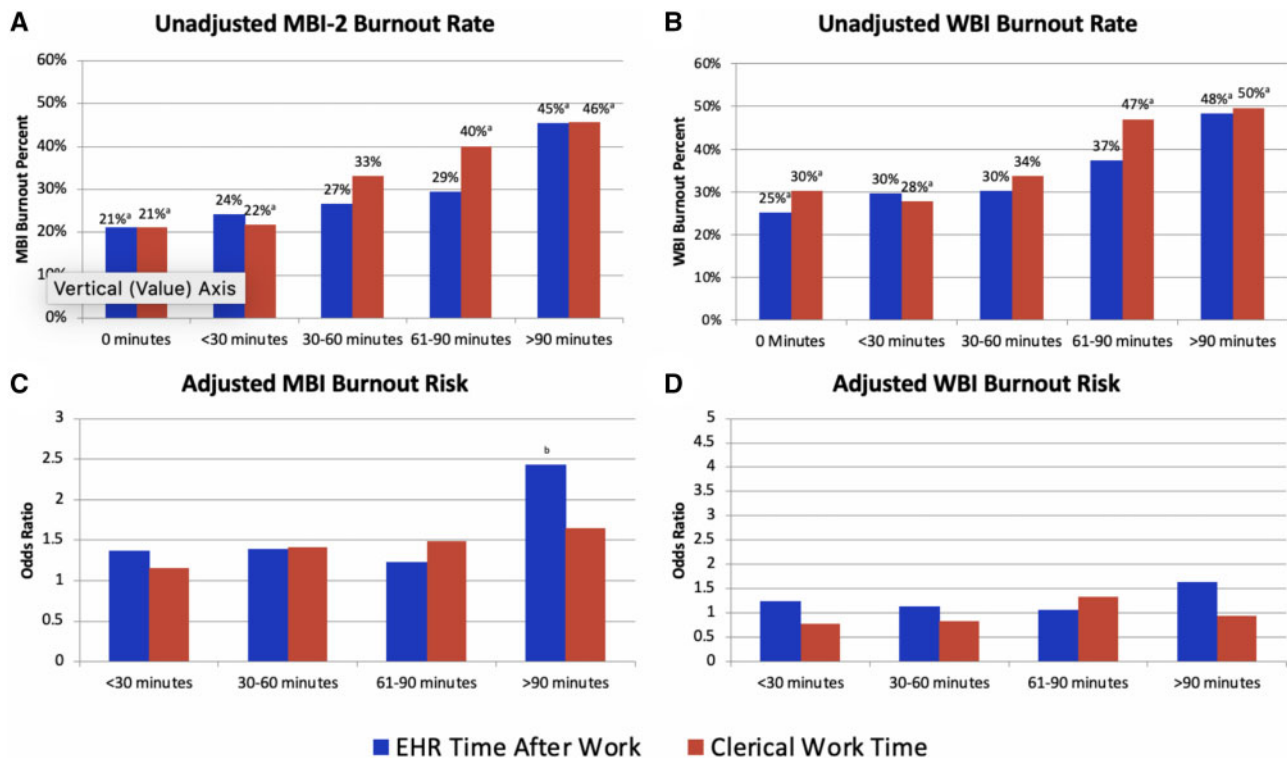 A
Unadjusted MBI-2 Burnout Rate
MBI Burnout Percent
60%
50%
40%
30%
20%
10%
0%
21%ᵃ 21%ᵃ
24% 22%ᵃ
27% 33%
29% 40%ᵃ
45%ᵃ 46%ᵃ
Vertical (Value) Axis
0 minutes <30 minutes 30-60 minutes 61-90 minutes >90 minutes
B
Unadjusted WBI Burnout Rate
WBI Burnout Percent
60%
50%
40%
30%
20%
10%
0%
25%ᵃ 30%ᵃ
30% 28%ᵃ
30% 34%
37% 47%ᵃ
48%ᵃ 50%ᵃ
0 Minutes <30 minutes 30-60 minutes 61-90 minutes >90 minutes
C
Adjusted MBI Burnout Risk
Odds Ratio
3
2.5
2
1.5
1
0.5
0
b
<30 minutes 30-60 minutes 61-90 minutes >90 minutes
D
Adjusted WBI Burnout Risk
Odds Ratio
5
4.5
4
3.5
3
2.5
2
1.5
1
0.5
0
<30 minutes 30-60 minutes 61-90 minutes >90 minutes
EHR Time After Work Clerical Work Time